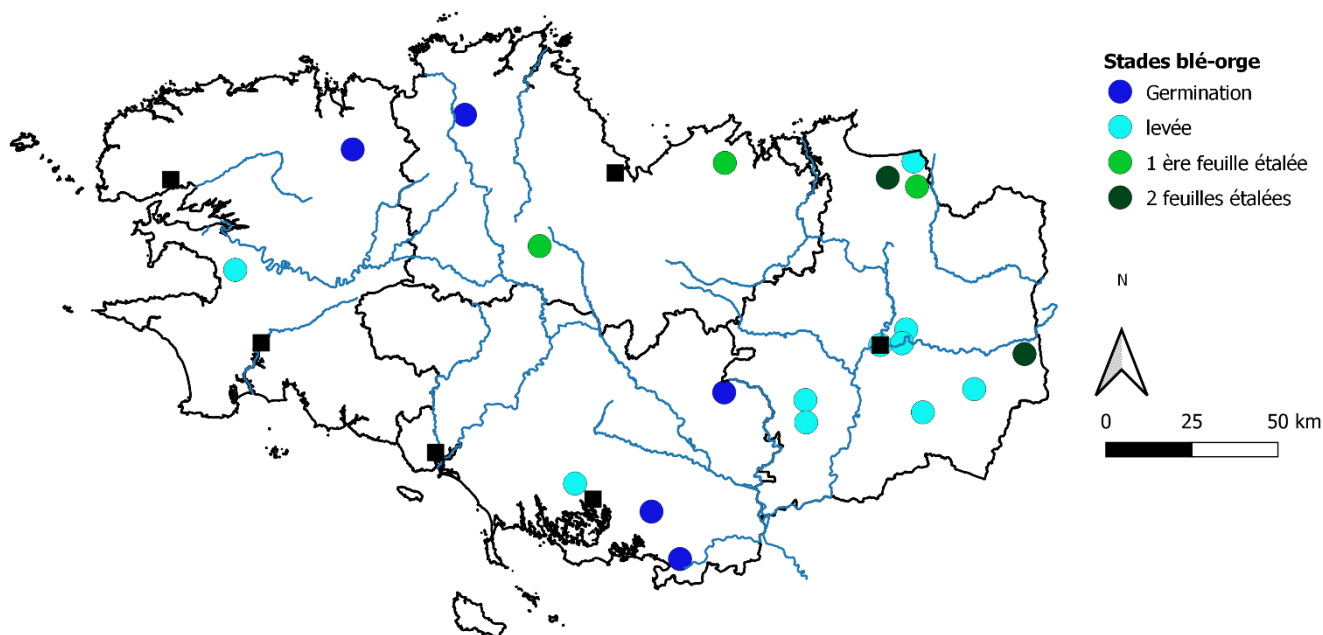 Stades blé-orge
Germination
levée
1 ère feuille étalée
2 feuilles étalées
N
0 25 50 km